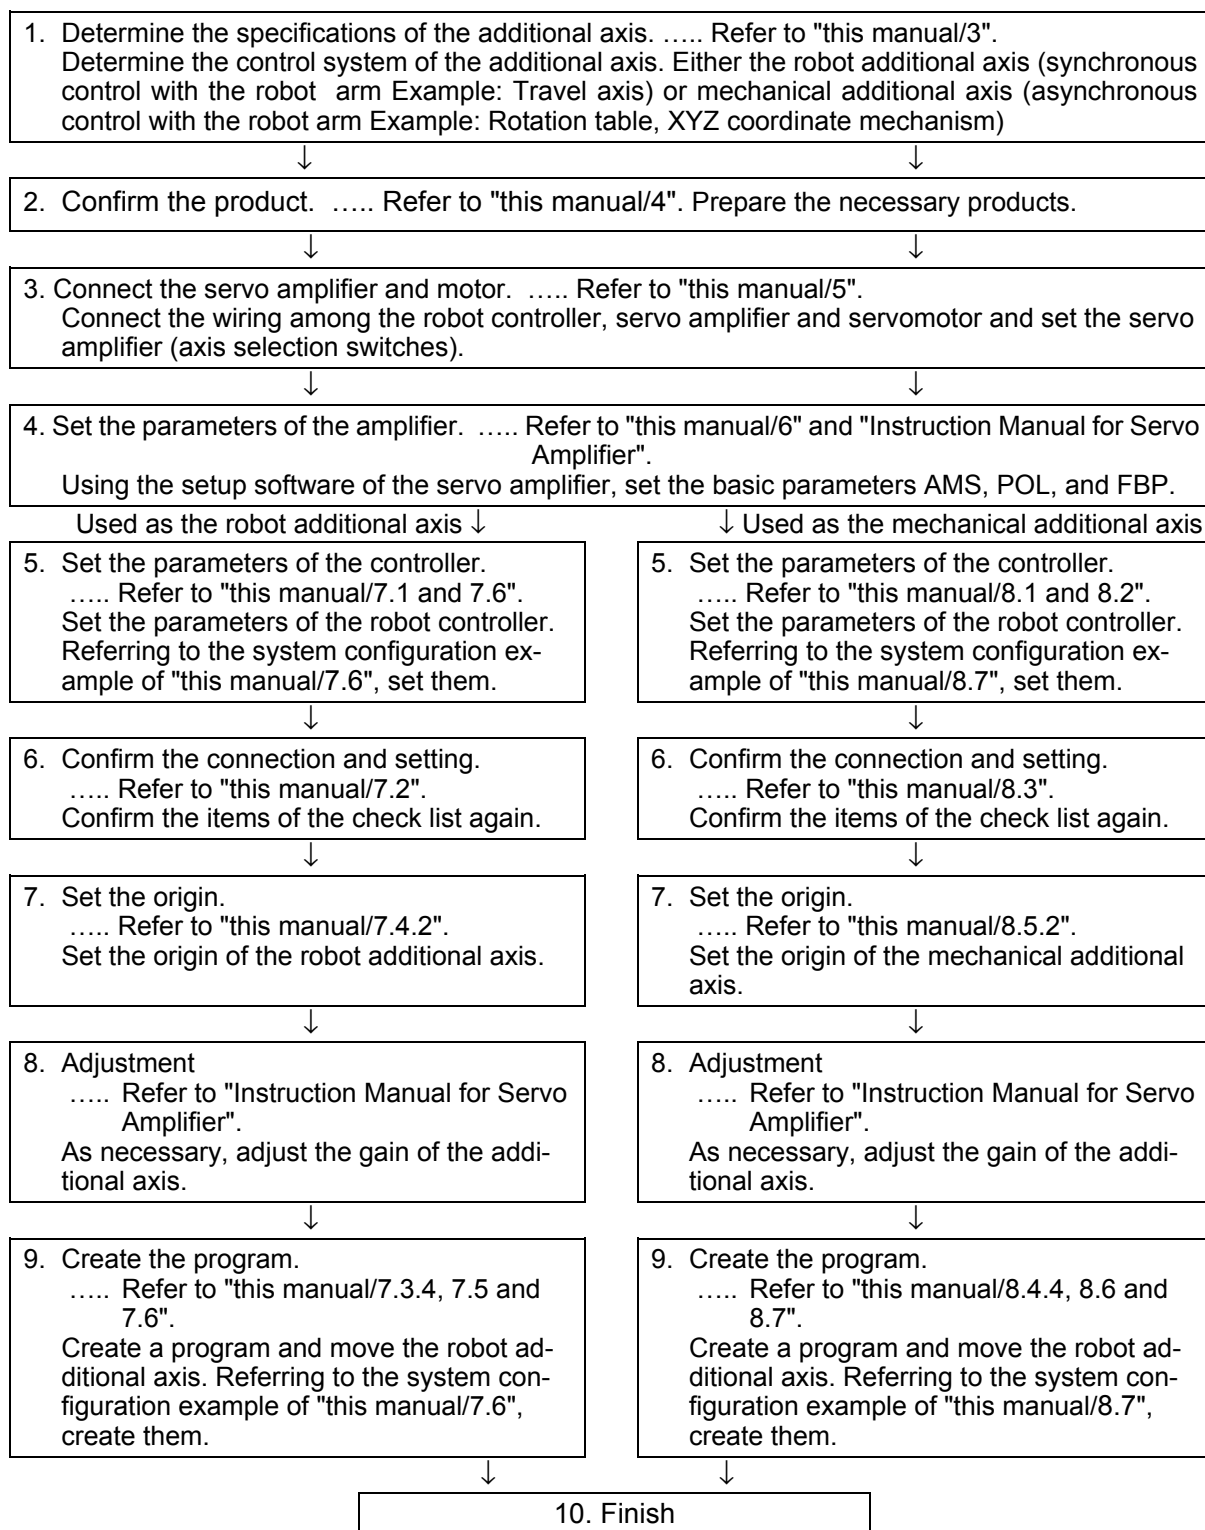 1. Determine the specifications of the additional axis. ….. Refer to "this manual/3".
Determine the control system of the additional axis. Either the robot additional axis (synchronous
control with the robot arm Example: Travel axis) or mechanical additional axis (asynchronous
control with the robot arm Example: Rotation table, XYZ coordinate mechanism)
↓ ↓
2. Confirm the product. ….. Refer to "this manual/4". Prepare the necessary products.
↓ ↓
3. Connect the servo amplifier and motor. ….. Refer to "this manual/5".
Connect the wiring among the robot controller, servo amplifier and servomotor and set the servo
amplifier (axis selection switches).
↓ ↓
4. Set the parameters of the amplifier. ….. Refer to "this manual/6" and "Instruction Manual for Servo
Amplifier".
Using the setup software of the servo amplifier, set the basic parameters AMS, POL, and FBP.
Used as the robot additional axis ↓
5. Set the parameters of the controller.
….. Refer to "this manual/7.1 and 7.6".
Set the parameters of the robot controller.
Referring to the system configuration ex-
ample of "this manual/7.6", set them.
↓
6. Confirm the connection and setting.
….. Refer to "this manual/7.2".
Confirm the items of the check list again.
↓
7. Set the origin.
….. Refer to "this manual/7.4.2".
Set the origin of the robot additional axis.
↓
8. Adjustment
….. Refer to "Instruction Manual for Servo
Amplifier".
As necessary, adjust the gain of the addi-
tional axis.
↓
9. Create the program.
….. Refer to "this manual/7.3.4, 7.5 and
7.6".
Create a program and move the robot ad-
ditional axis. Referring to the system con-
figuration example of "this manual/7.6",
create them.
↓
↓ Used as the mechanical additional axis
5. Set the parameters of the controller.
….. Refer to "this manual/8.1 and 8.2".
Set the parameters of the robot controller.
Referring to the system configuration ex-
ample of "this manual/8.7", set them.
↓
6. Confirm the connection and setting.
….. Refer to "this manual/8.3".
Confirm the items of the check list again.
↓
7. Set the origin.
….. Refer to "this manual/8.5.2".
Set the origin of the mechanical additional
axis.
↓
8. Adjustment
….. Refer to "Instruction Manual for Servo
Amplifier".
As necessary, adjust the gain of the addi-
tional axis.
↓
9. Create the program.
….. Refer to "this manual/8.4.4, 8.6 and
8.7".
Create a program and move the robot ad-
ditional axis. Referring to the system con-
figuration example of "this manual/8.7",
create them.
↓
10. Finish